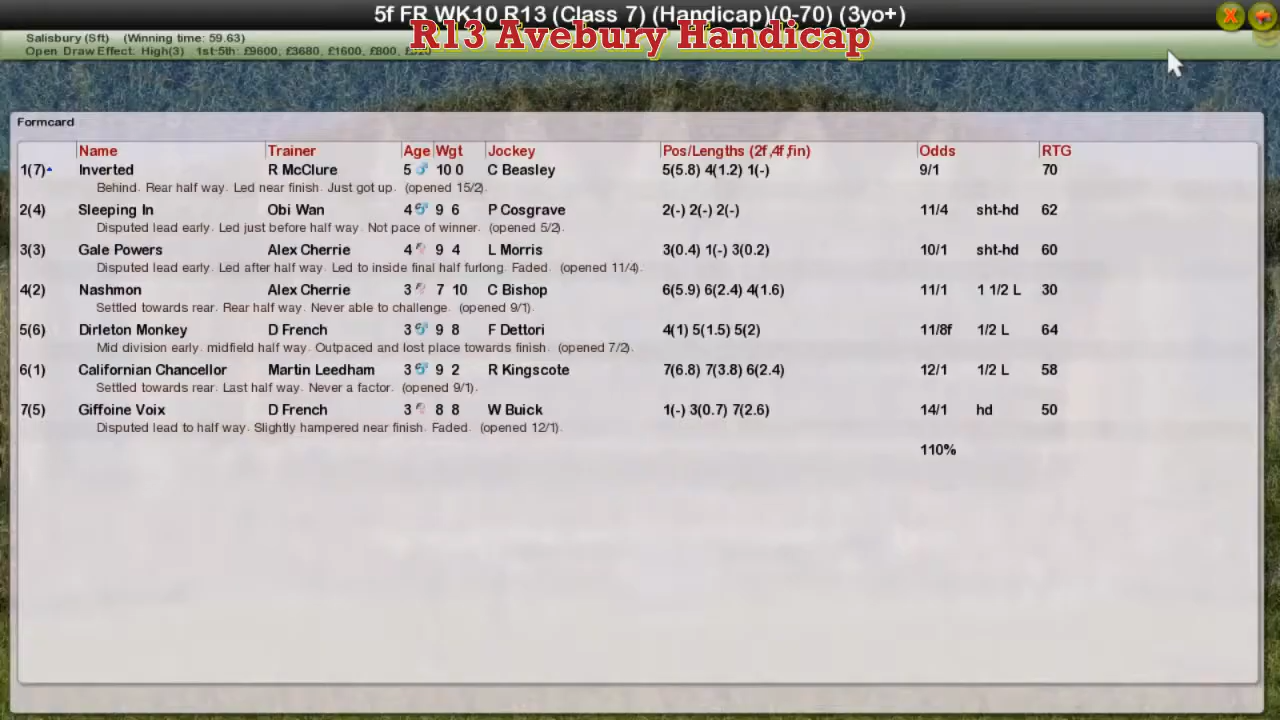 5f FR WK10 R13 (Class 7) (Handicap)(0-70) (3yo+)
R13 Avebury Handicap
Salisbury (Sft) (Winning time: 59.63)
Open Draw Effect. High(3) 1st-5th: £9600, £3680, £1600, £800,
Formcard
Name Trainer Age Wgt Jockey Pos/Lengths (2f,4f,fin) Odds RTG
1(7) Inverted R McClure 5 10 0 C Beasley 5(5.8) 4(1.2) 1(-) 9/1 70
Behind. Rear half way. Led near finish. Just got up. (opened 15/2).
2(4) Sleeping In Obi Wan 4 9 6 P Cosgrave 2(-) 2(-) 2(-) 11/4 sht-hd 62
Disputed lead early. Led just before half way. Not pace of winner. (opened 5/2).
3(3) Gale Powers Alex Cherrie 4 9 4 L Morris 3(0.4) 1(-) 3(0.2) 10/1 sht-hd 60
Disputed lead early. Led after half way. Led to inside final half furlong. Faded. (opened 11/4).
4(2) Nashmon Alex Cherrie 3 7 10 C Bishop 6(5.9) 6(2.4) 4(1.6) 11/1 1 1/2 L 30
Settled towards rear. Rear half way. Never able to challenge. (opened 9/1).
5(6) Dirleton Monkey D French 3 9 8 F Dettori 4(1) 5(1.5) 5(2) 11/8f 1/2 L 64
Mid division early. midfield half way. Outpaced and lost place towards finish. (opened 7/2).
6(1) Californian Chancellor Martin Leedham 3 9 2 R Kingscote 7(6.8) 7(3.8) 6(2.4) 12/1 1/2 L 58
Settled towards rear. Last half way. Never a factor. (opened 9/1).
7(5) Giffoine Voix D French 3 8 8 W Buick 1(-) 3(0.7) 7(2.6) 14/1 hd 50
Disputed lead to half way. Slightly hampered near finish. Faded. (opened 12/1).
110%